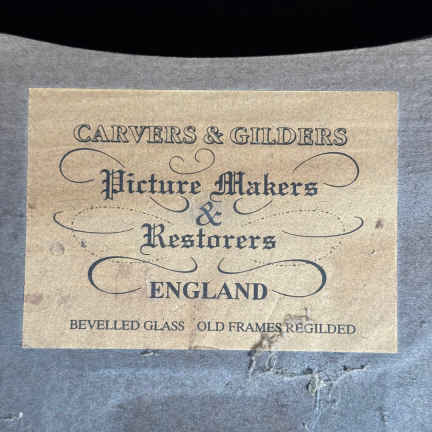 CARVERS & GILDERS
Picture Makers
&
Restorers
ENGLAND
BEVELLED GLASS OLD FRAMES REGILDED